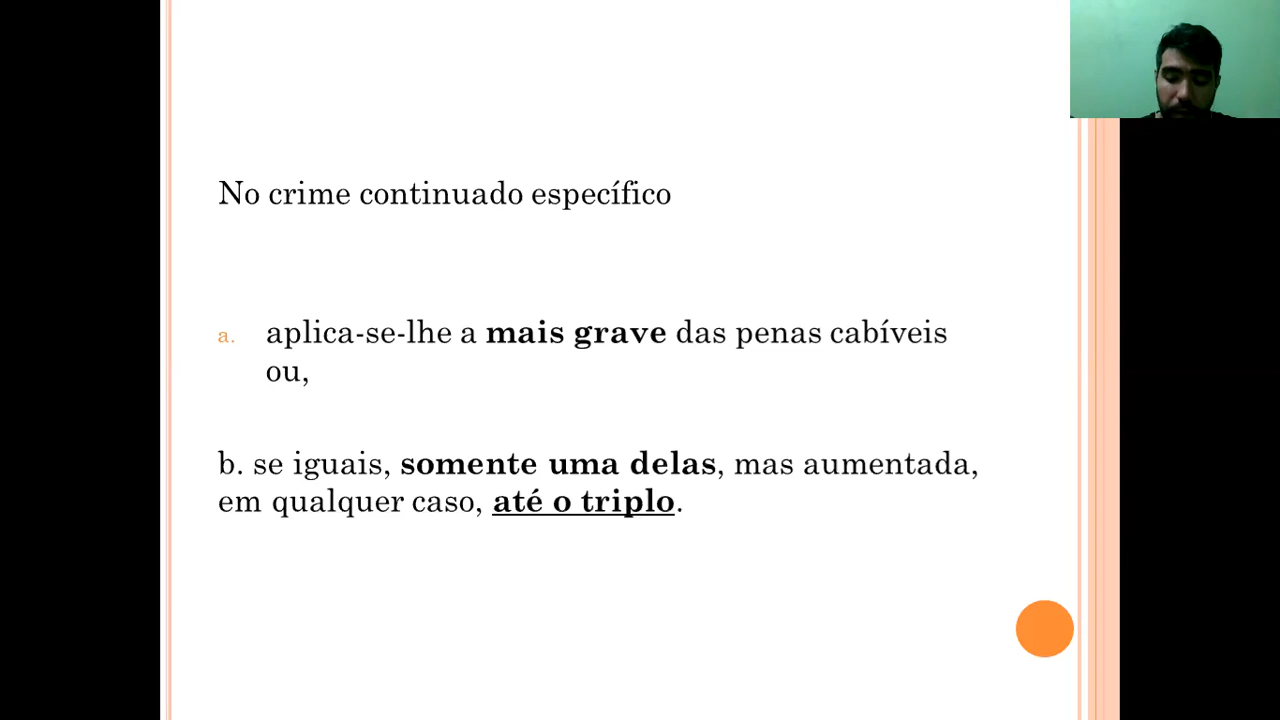 No crime continuado específico
a. aplica-se-lhe a mais grave das penas cabíveis
ou,
b. se iguais, somente uma delas, mas aumentada,
em qualquer caso, até o triplo.